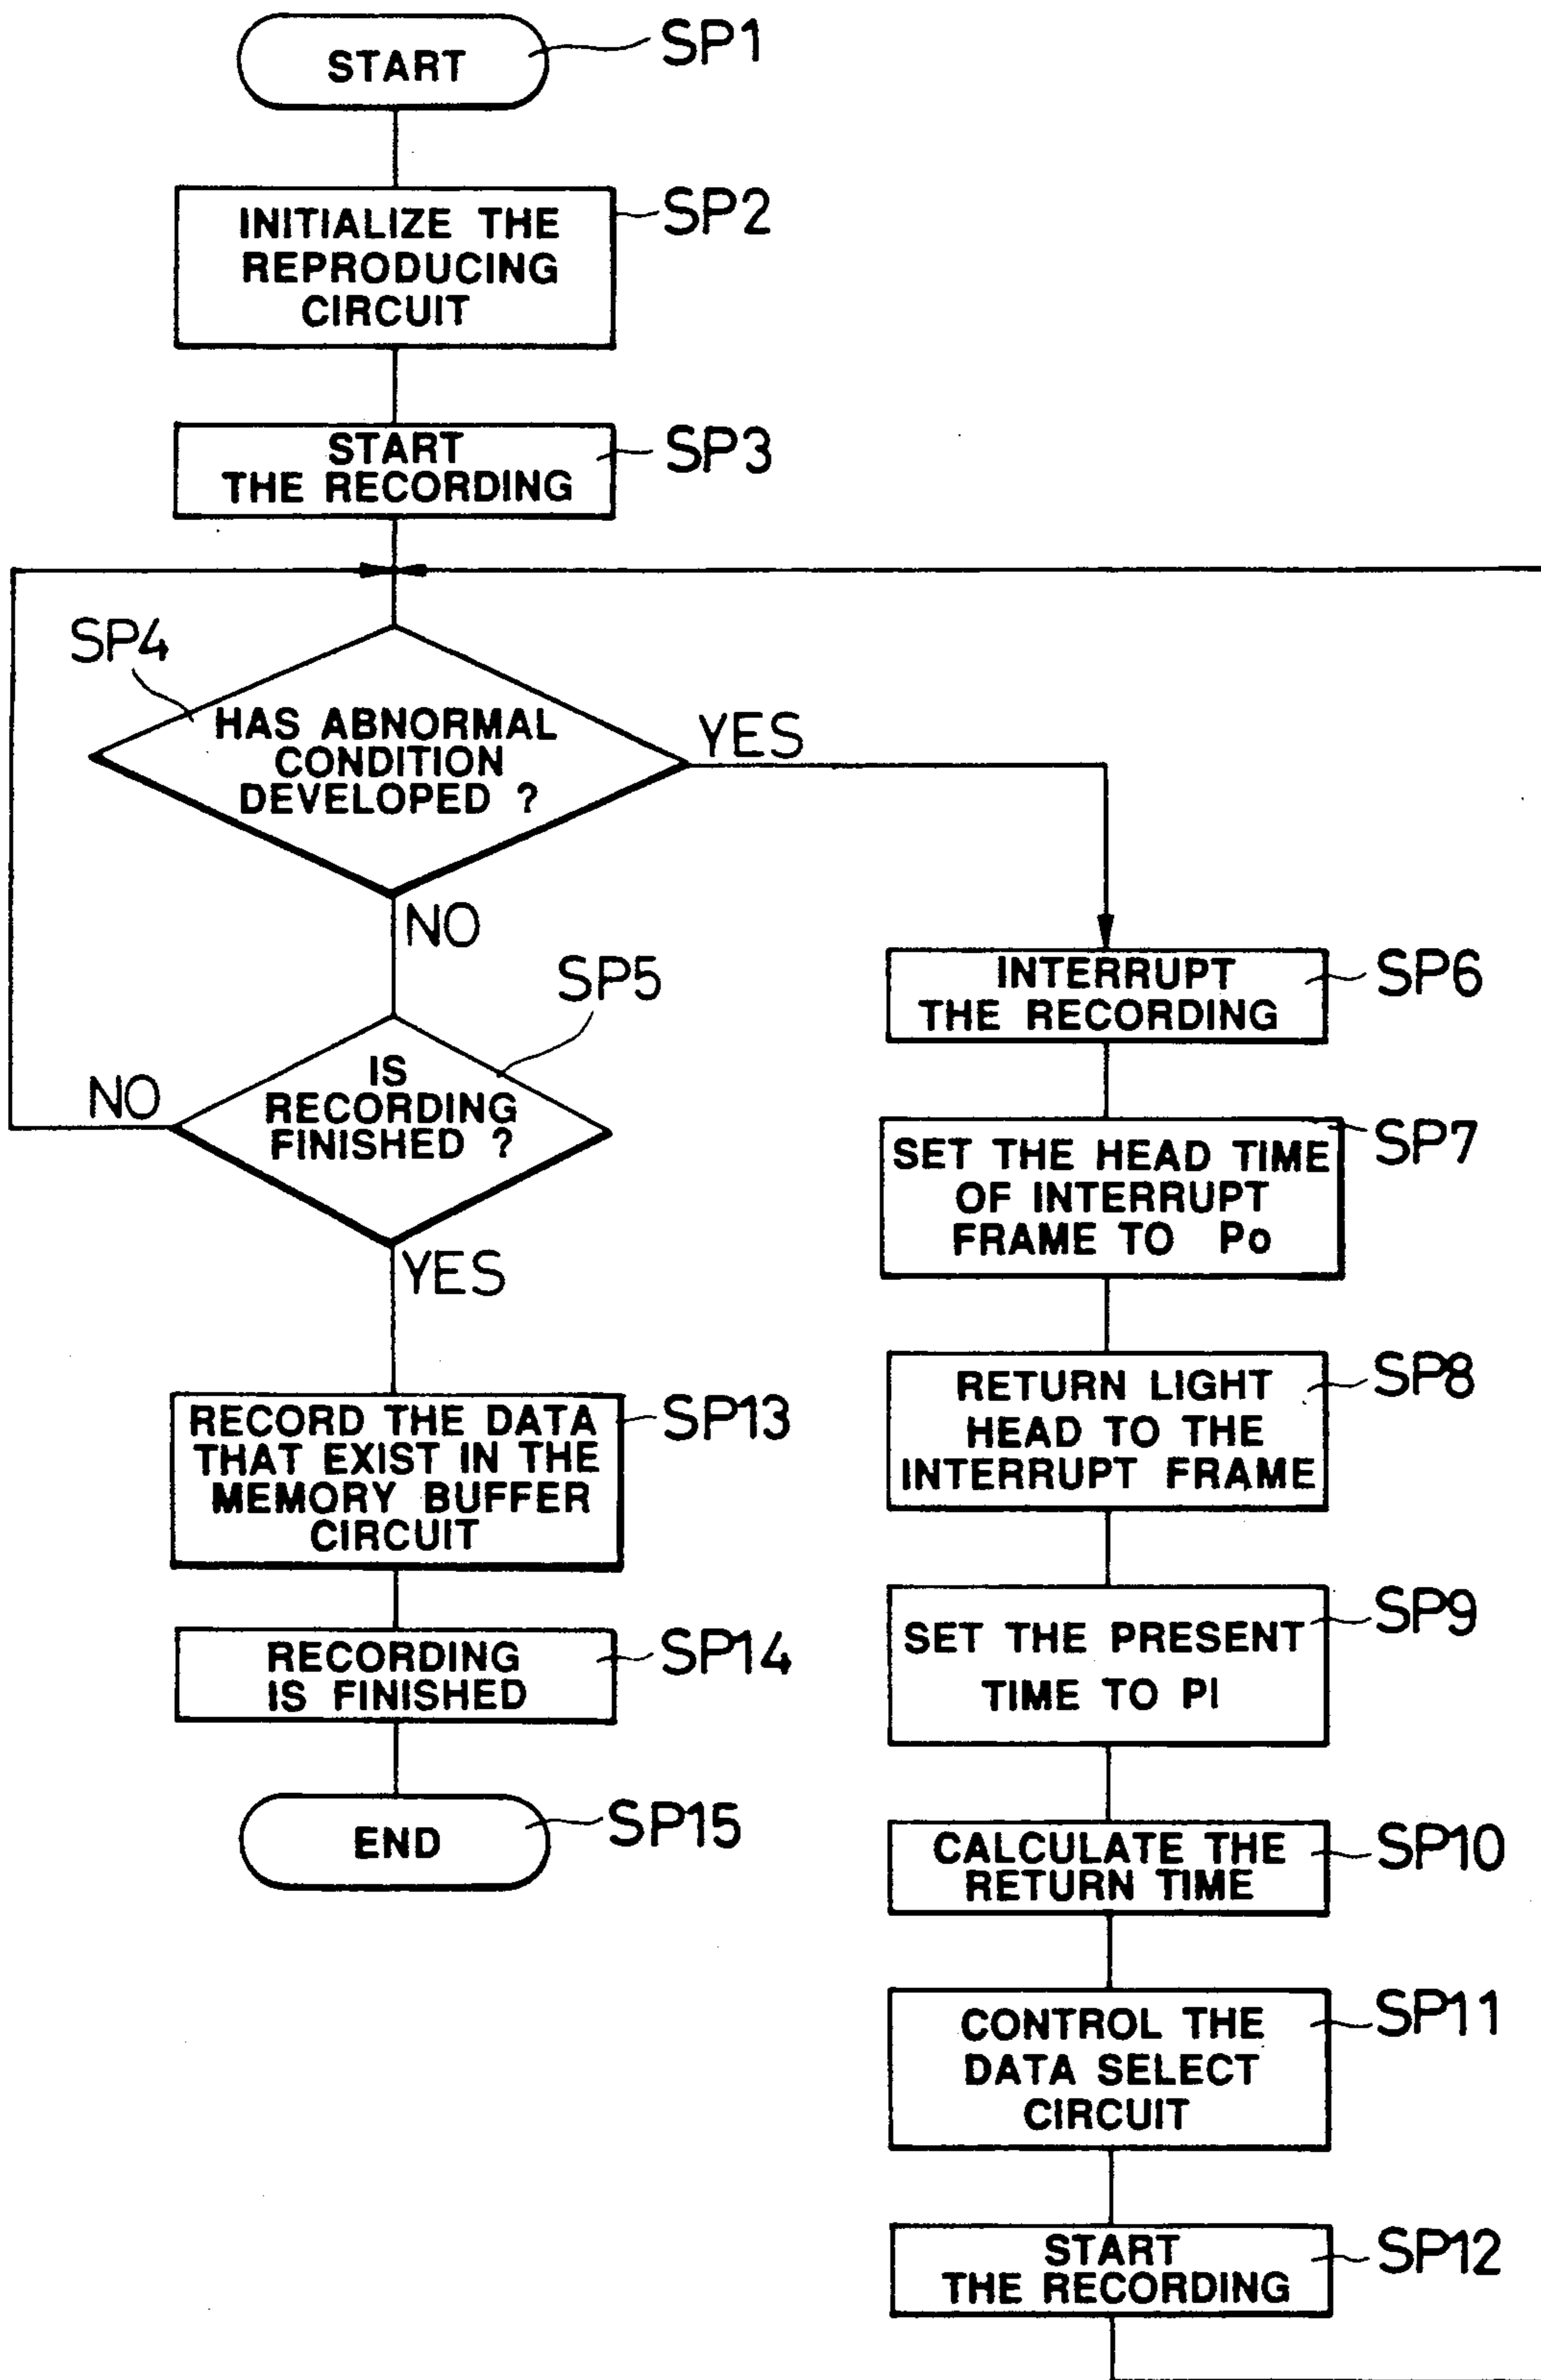 START
SP1
INITIALIZE THE
REPRODUCING
CIRCUIT
SP2
START
THE RECORDING
SP3
SP4
HAS ABNORMAL
CONDITION
DEVELOPED ?
YES
NO
SP5
IS
RECORDING
FINISHED ?
NO
YES
RECORD THE DATA
THAT EXIST IN THE
MEMORY BUFFER
CIRCUIT
SP13
RECORDING
IS FINISHED
SP14
END
SP15
INTERRUPT
THE RECORDING
SP6
SET THE HEAD TIME
OF INTERRUPT
FRAME TO Po
SP7
RETURN LIGHT
HEAD TO THE
INTERRUPT FRAME
SP8
SET THE PRESENT
TIME TO PI
SP9
CALCULATE THE
RETURN TIME
SP10
CONTROL THE
DATA SELECT
CIRCUIT
SP11
START
THE RECORDING
SP12